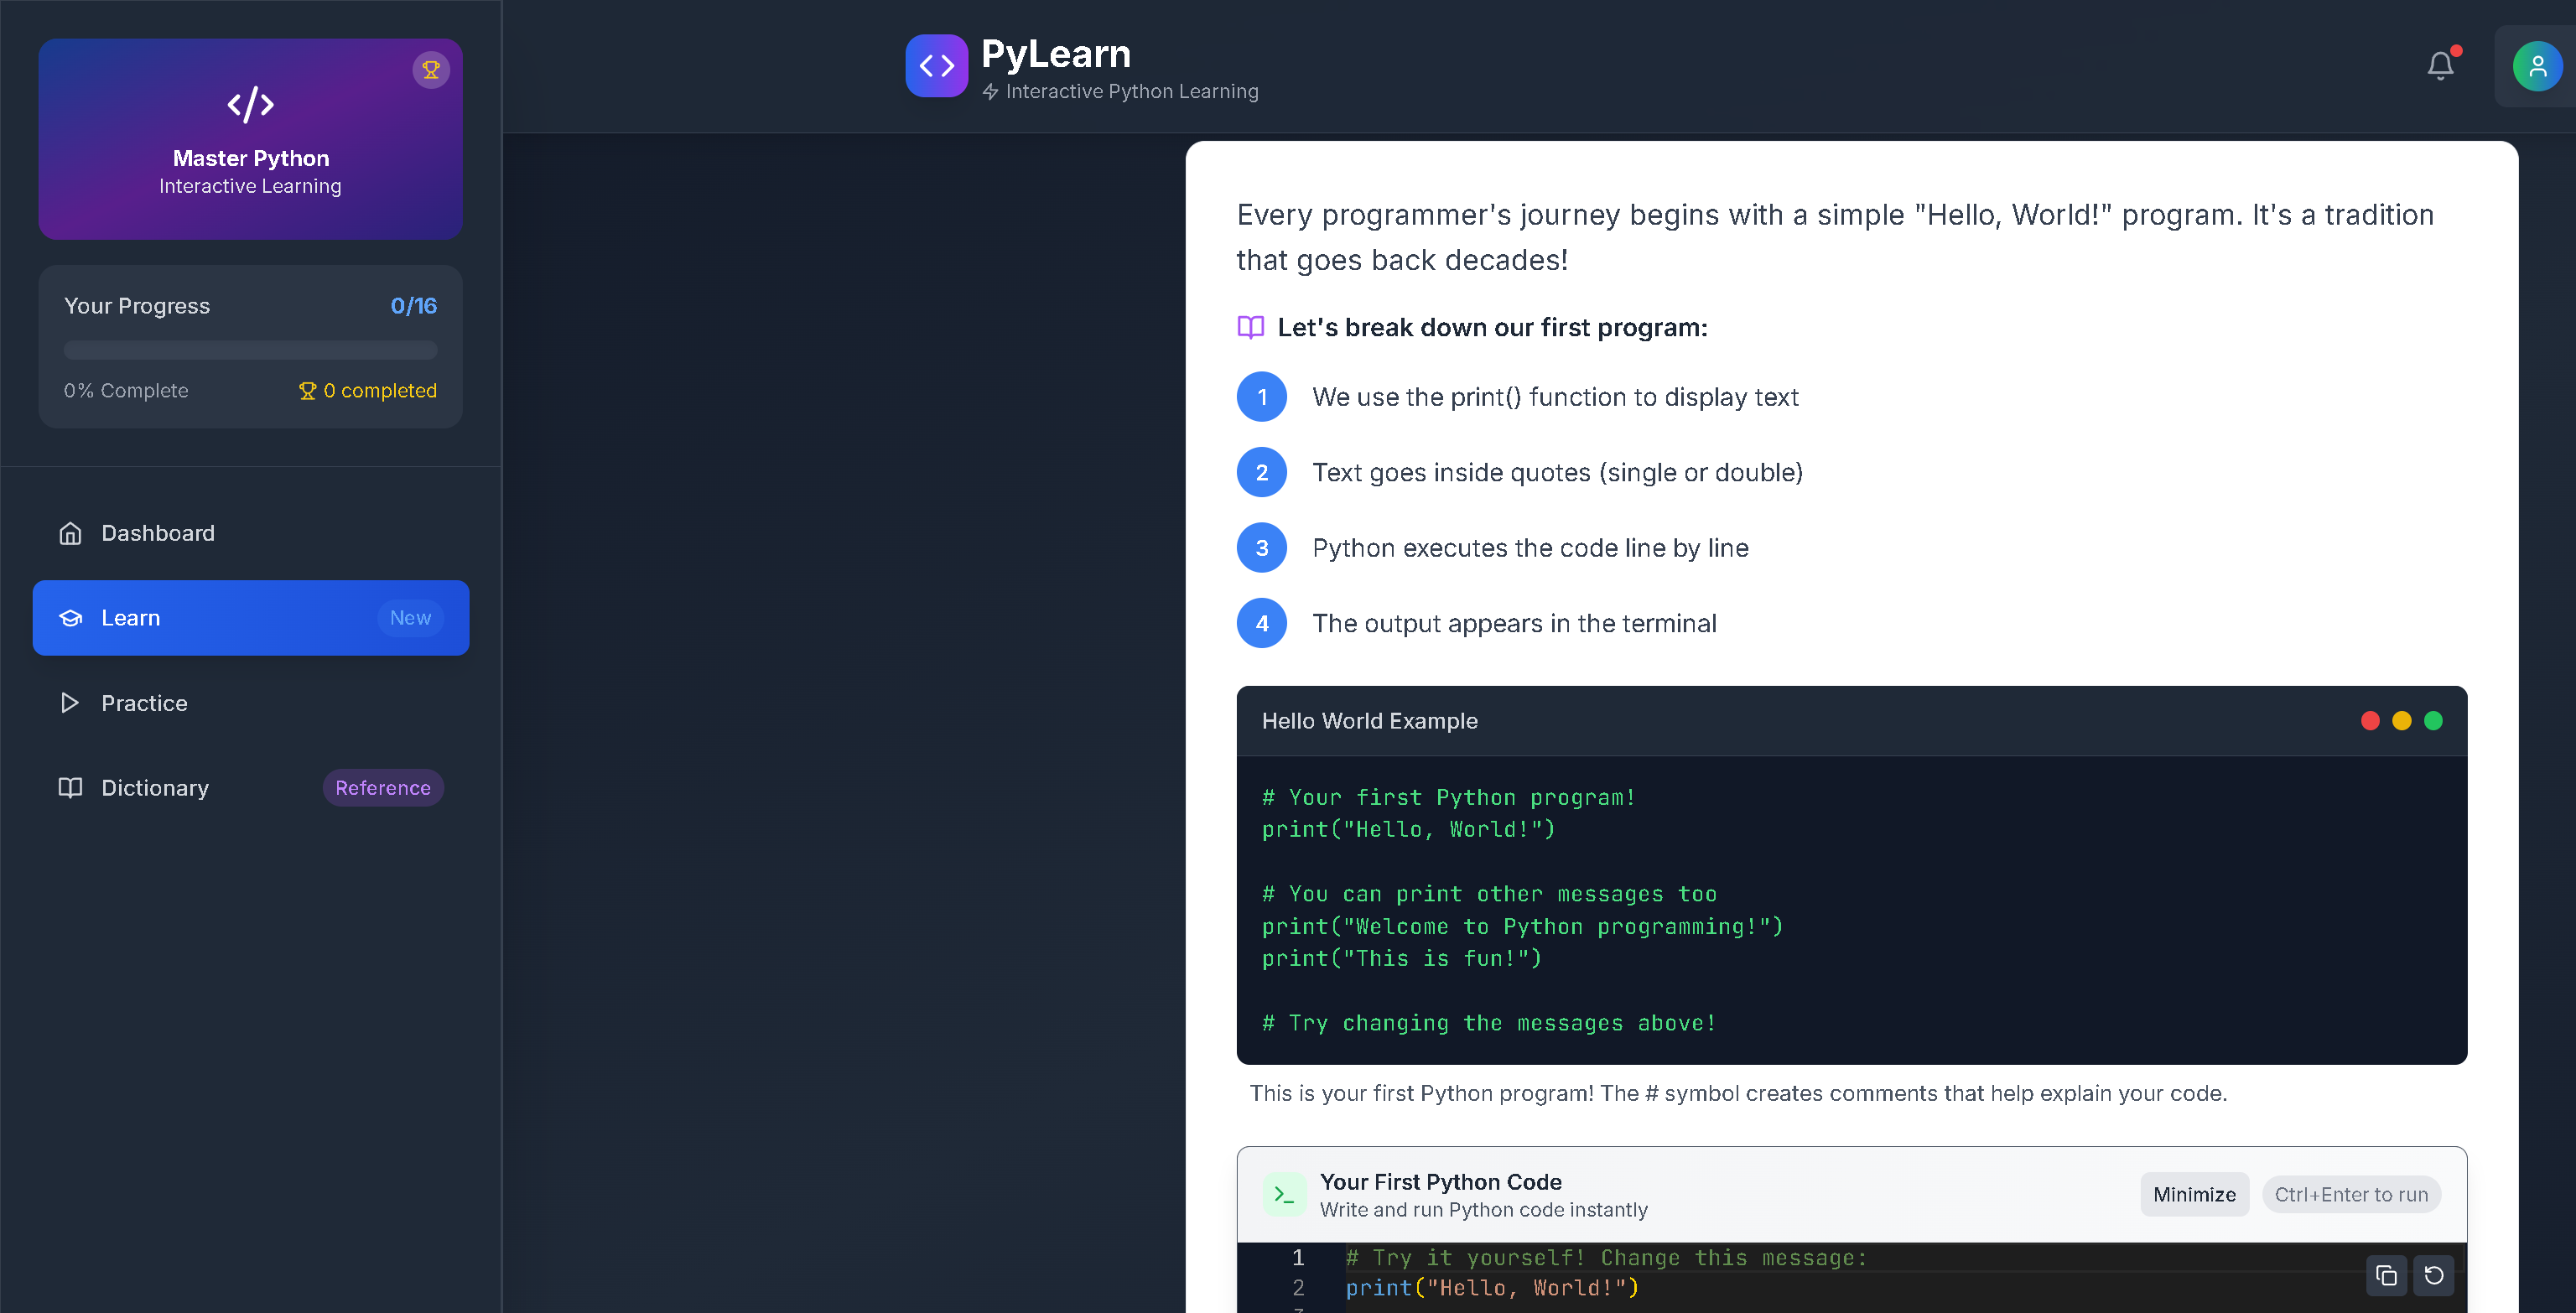 Master Python
Interactive Learning
Your Progress 0/16
0% Complete 0 completed
Dashboard
Learn New
Practice
Dictionary Reference
PyLearn
Interactive Python Learning
Every programmer's journey begins with a simple "Hello, World!" program. It's a tradition
that goes back decades!
Let's break down our first program:
1 We use the print() function to display text
2 Text goes inside quotes (single or double)
3 Python executes the code line by line
4 The output appears in the terminal
Hello World Example
# Your first Python program!
print("Hello, World!")
# You can print other messages too
print("Welcome to Python programming!")
print("This is fun!")
# Try changing the messages above!
This is your first Python program! The # symbol creates comments that help explain your code.
Your First Python Code
Write and run Python code instantly
Minimize Ctrl+Enter to run
1 # Try it yourself! Change this message:
2 print("Hello, World!")